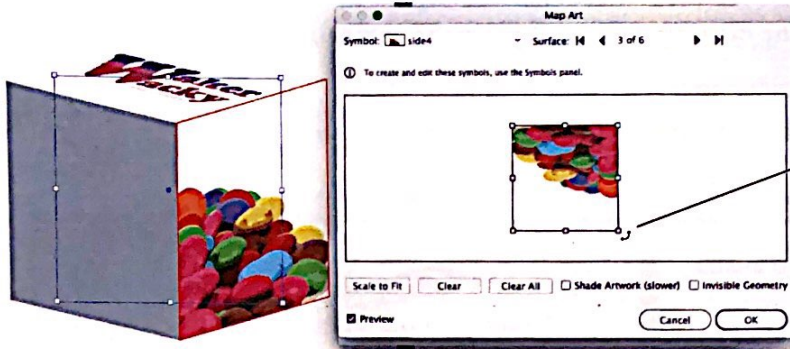 Waker
Wacky
Map Art
Symbol: side4 Surface: 3 of 6
To create and edit these symbols, use the Symbols panel.
Scale to Fit Clear Clear All Shade Artwork (slower) Invisible Geometry
Preview Cancel OK